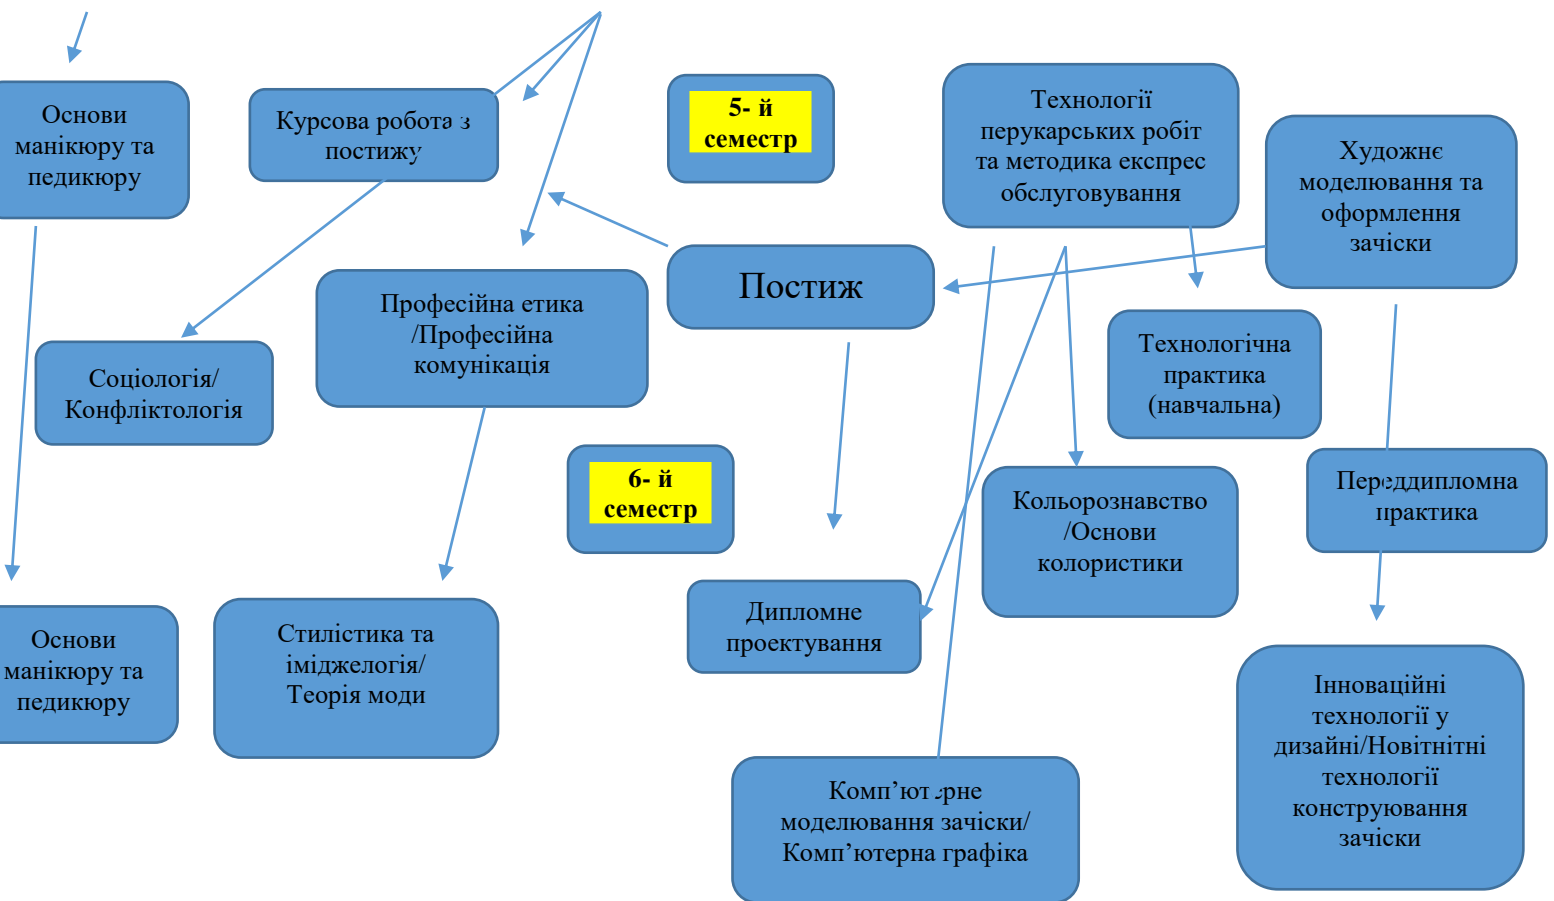 Основи
манікюру та
педикюру
Курсова робота з
постижу
5- й
семестр
Технології
перукарських робіт
та методика експрес
обслуговування
Художнє
моделювання та
оформлення
зачіски
Професійна етика
/Професійна
комунікація
Постиж
Соціологія/
Конфліктологія
Технологічна
практика
(навчальна)
6- й
семестр
Кольорознавство
/Основи
колористики
Переддипломна
практика
Основи
манікюру та
педикюру
Стилістика та
іміджелогія/
Теорія моди
Дипломне
проектування
Інноваційні
технології у
дизайні/Новітнітні
технології
конструювання
зачіски
Комп’ютерне
моделювання зачіски/
Комп’ютерна графіка